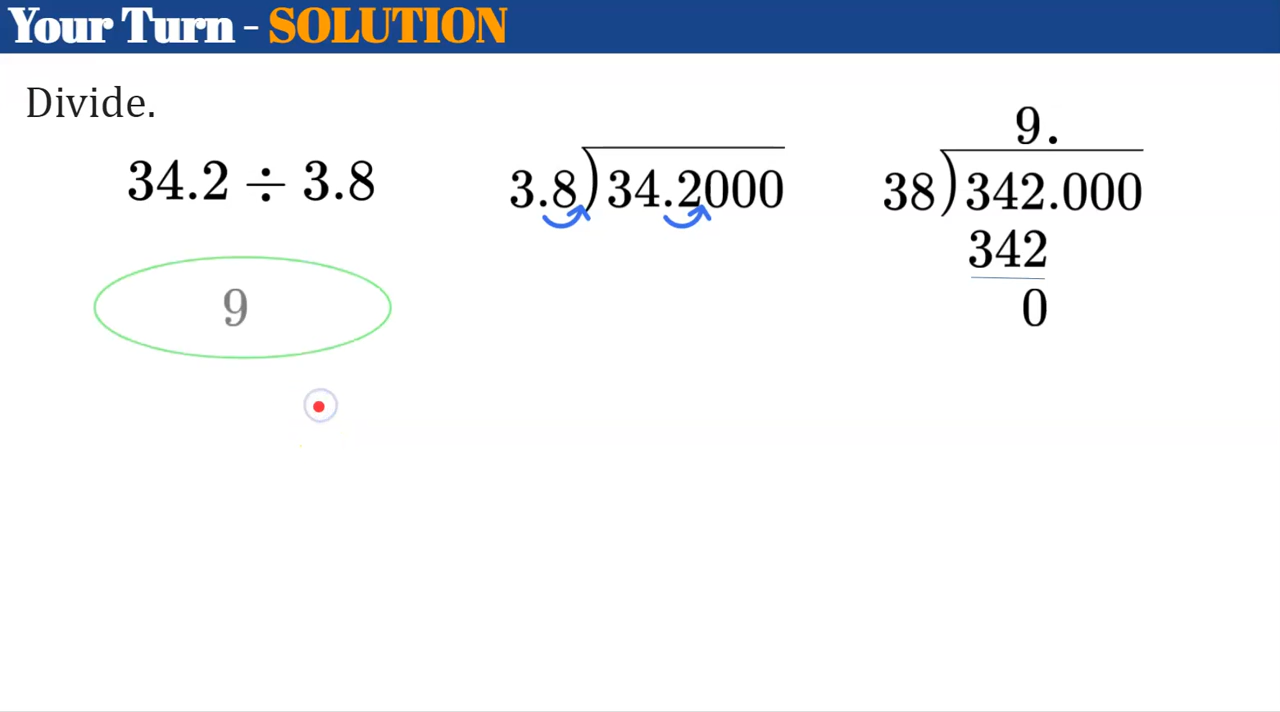 Your Turn - SOLUTION
Divide.
34.2 ÷ 3.8
9
3.8)34.2000
9.
38)342.000
342
0